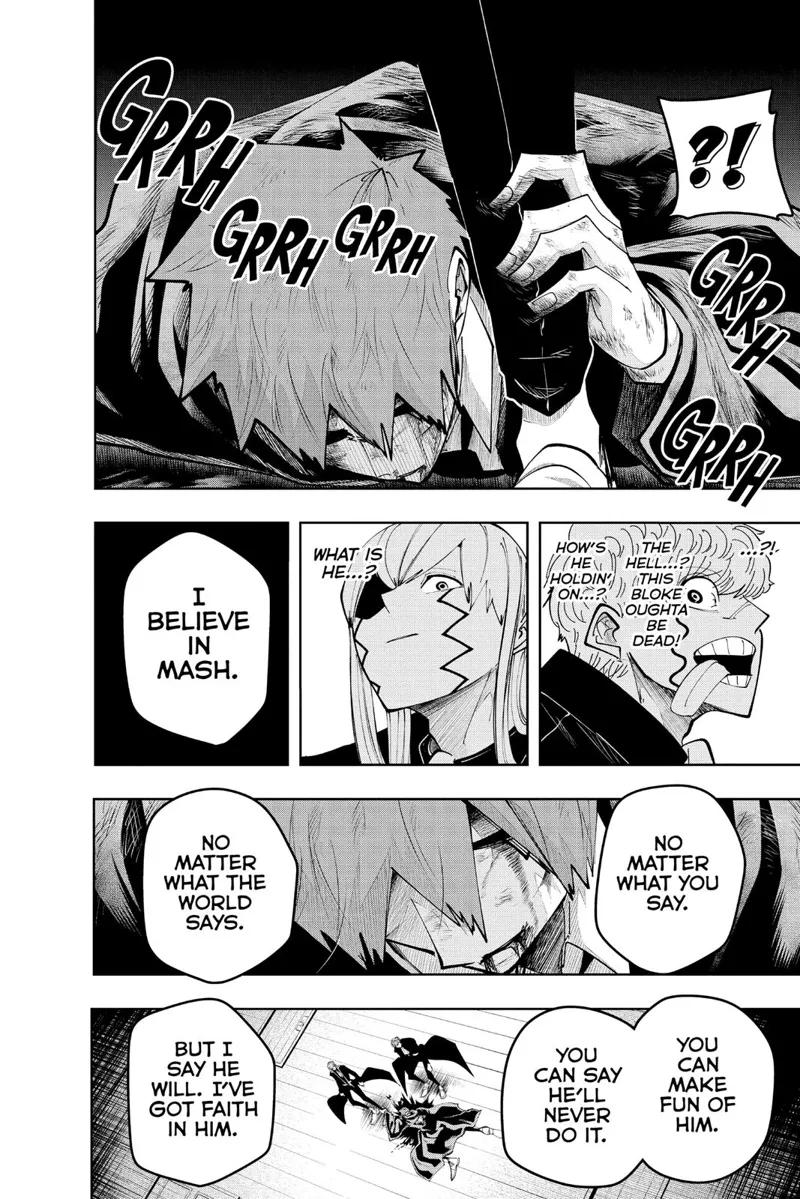 ?!
GRRH
GRRH
GRRH
GRRH
GRRH
...?!
THE
HELL...?
THIS
BLOKE
OUGHTA
BE
DEAD!
HOW'S
HE
HOLDIN'
ON...?
WHAT IS
HE...?
I
BELIEVE
IN
MASH.
NO
MATTER
WHAT YOU
SAY.
NO
MATTER
WHAT THE
WORLD
SAYS.
YOU
CAN
MAKE
FUN OF
HIM.
YOU
CAN SAY
HE'LL
NEVER
DO IT.
BUT I
SAY HE
WILL. I'VE
GOT FAITH
IN HIM.